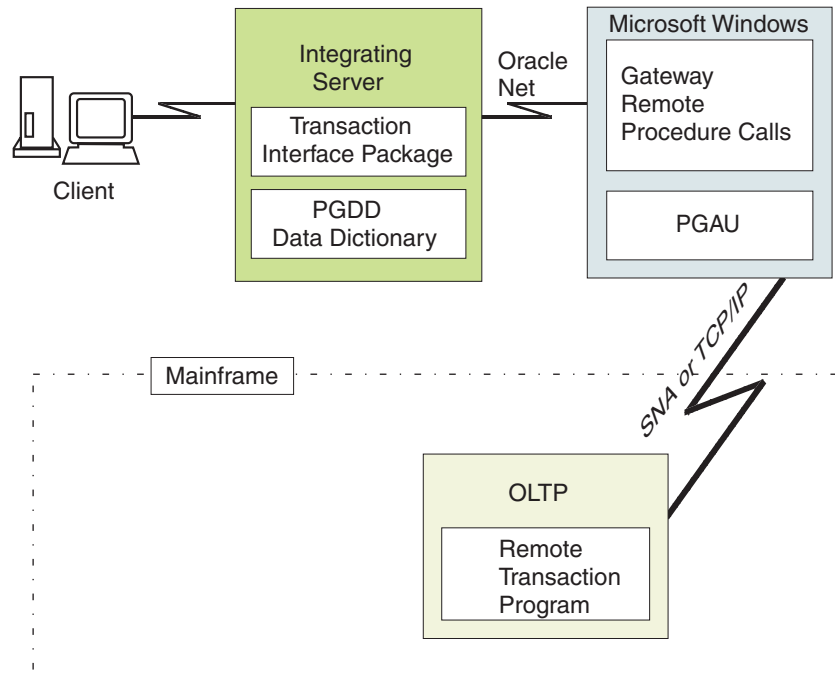 Client
Integrating
Server
Transaction
Interface Package
PGDD
Data Dictionary
Oracle
Net
Microsoft Windows
Gateway
Remote
Procedure Calls
PGAU
SNA or TCP/IP
Mainframe
OLTP
Remote
Transaction
Program